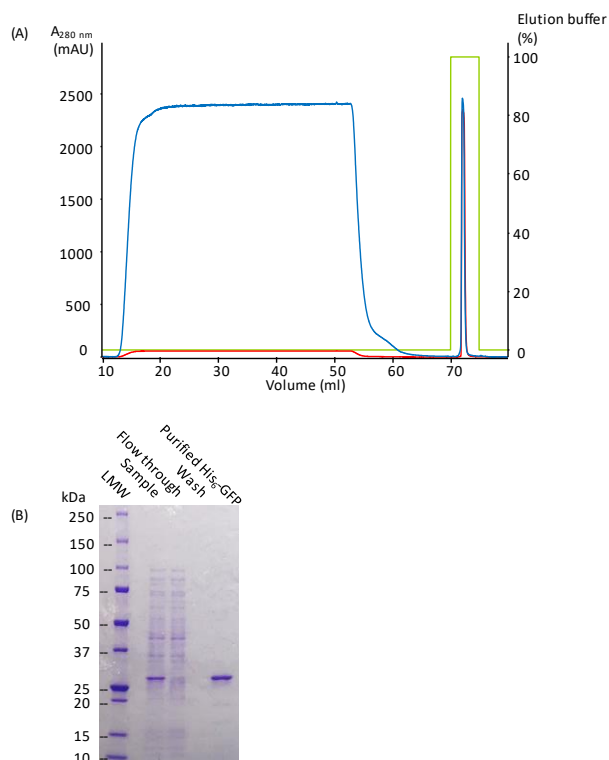 (A)
A280 nm
(mAU)
Elution buffer
(%)
2500
2000
1500
1000
500
0
100
80
60
40
20
0
10 20 30 40 50 60 70
Volume (ml)
(B)
kDa
LMW
Sample
Flow through
Wash
Purified His6-GFP
250
150
100
75
50
37
25
20
15
10